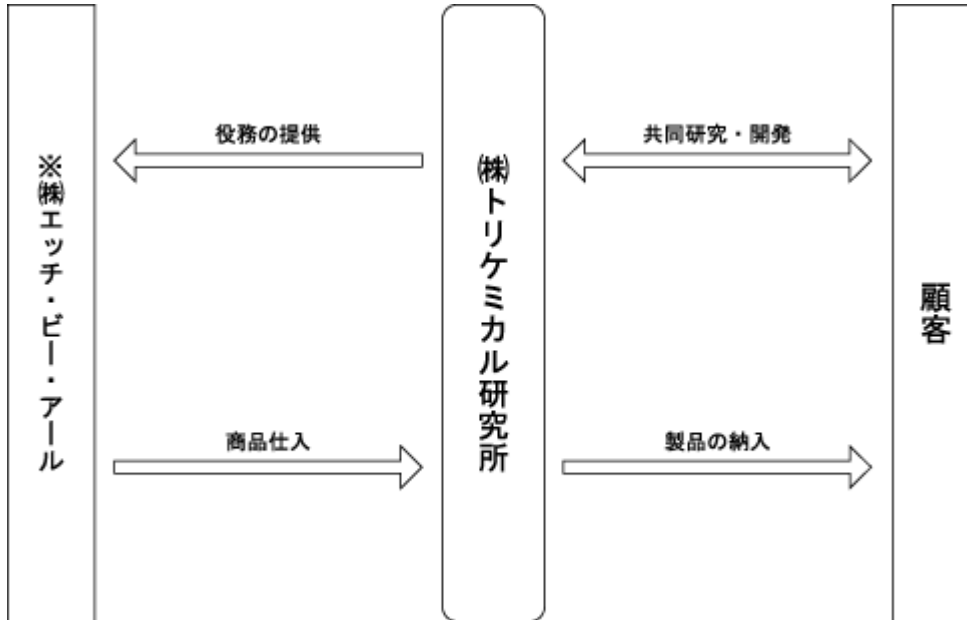 ※㈱エッチ・ビー・アール
役務の提供
商品仕入
㈱トリケミカル研究所
共同研究・開発
製品の納入
顧客